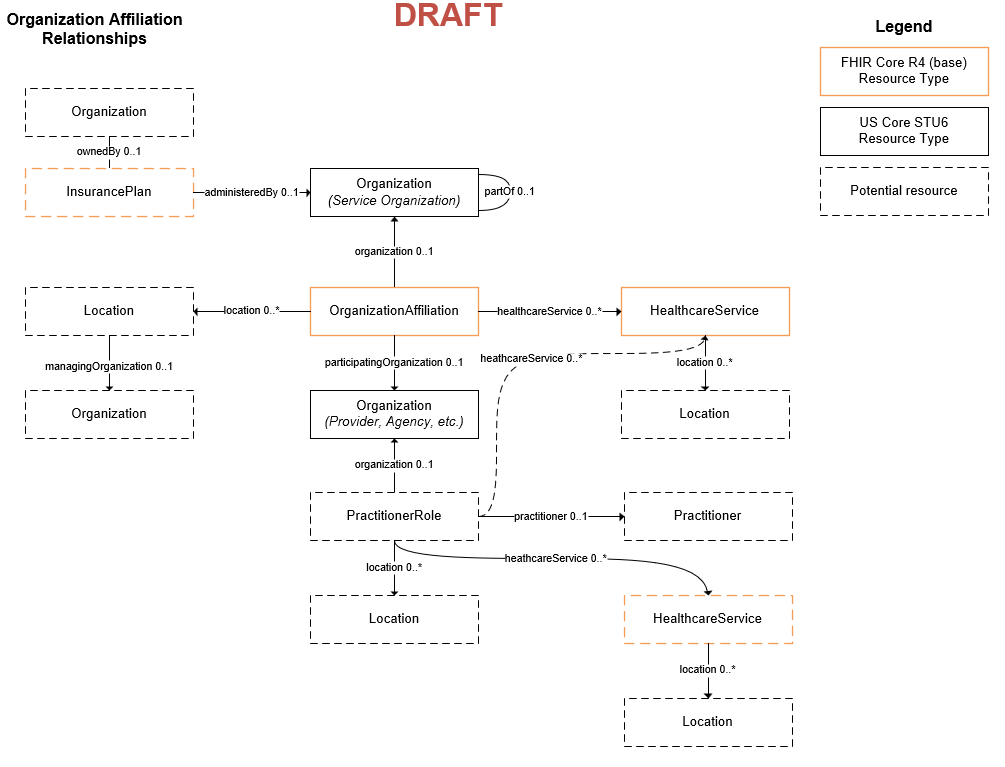 Organization Affiliation
Relationships
DRAFT
Legend
FHIR Core R4 (base)
Resource Type
US Core STU6
Resource Type
Potential resource
Organization
ownedBy 0..1
InsurancePlan
administeredBy 0..1
Organization
(Service Organization)
partOf 0..1
organization 0..1
Location
location 0..*
OrganizationAffiliation
healthcareService 0..*
HealthcareService
managingOrganization 0..1
participatingOrganization 0..1
heathcareService 0..*
location 0..*
Organization
Organization
(Provider, Agency, etc.)
Location
organization 0..1
PractitionerRole
practitioner 0..1
Practitioner
location 0..*
heathcareService 0..*
Location
HealthcareService
location 0..*
Location